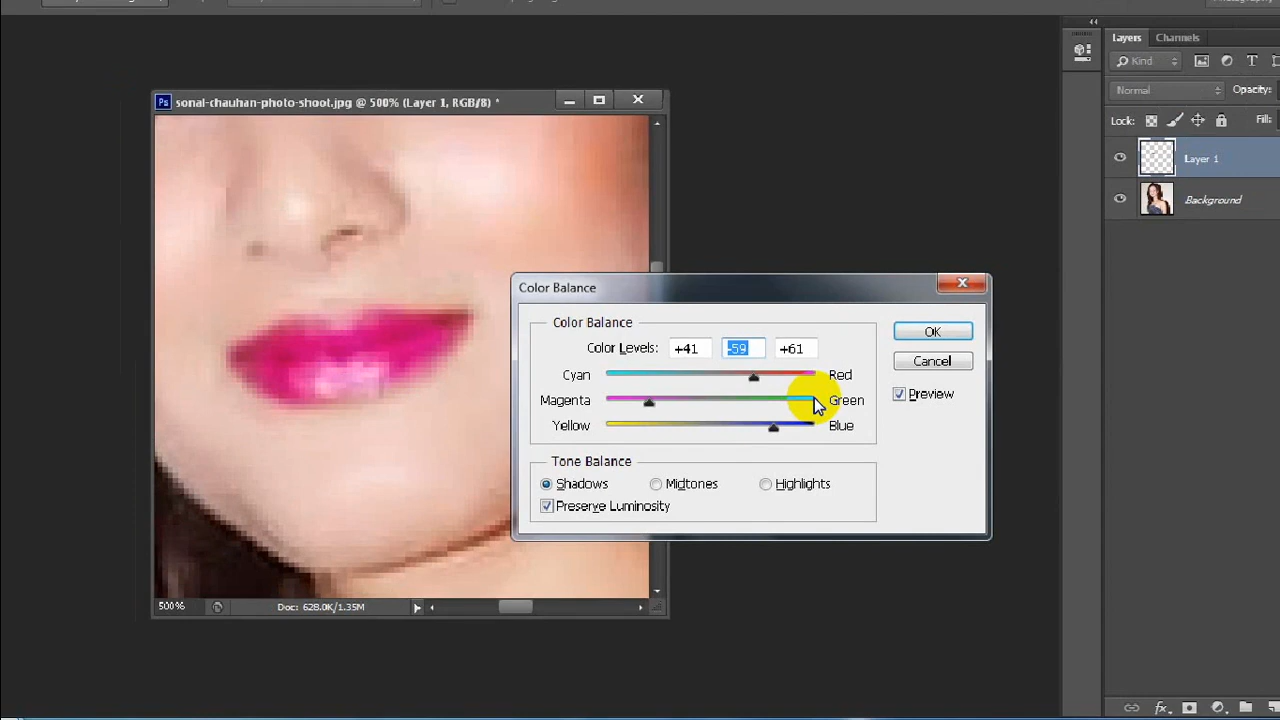 Layers Channels
Kind
sonal-chauhan-photo-shoot.jpg @ 500% (Layer 1, RGB/8) *
Normal Opacity:
Lock: Fill:
Layer 1
Background
Color Balance
Color Balance
OK
Color Levels: +41 -59 +61
Cancel
Cyan Red
Preview
Magenta Green
Yellow Blue
Tone Balance
Shadows Midtones Highlights
Preserve Luminosity
500% Doc: 628.0K/1.35M